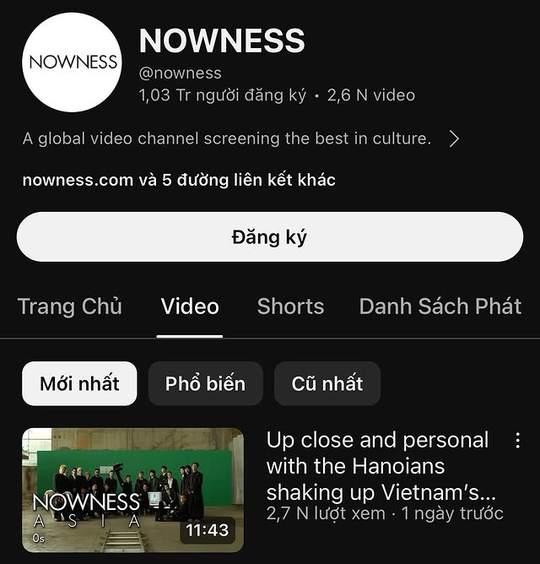 NOWNESS
NOWNESS
@nowness
1,03 Tr người đăng ký • 2,6 N video
A global video channel screening the best in culture.
nowness.com và 5 đường liên kết khác
Đăng ký
Trang Chủ
Video
Shorts
Danh Sách Phát
Mới nhất
Phổ biến
Cũ nhất
NOWNESS
ASIA
0s
11:43
Up close and personal
with the Hanoians
shaking up Vietnam’s...
2,7 N lượt xem · 1 ngày trước